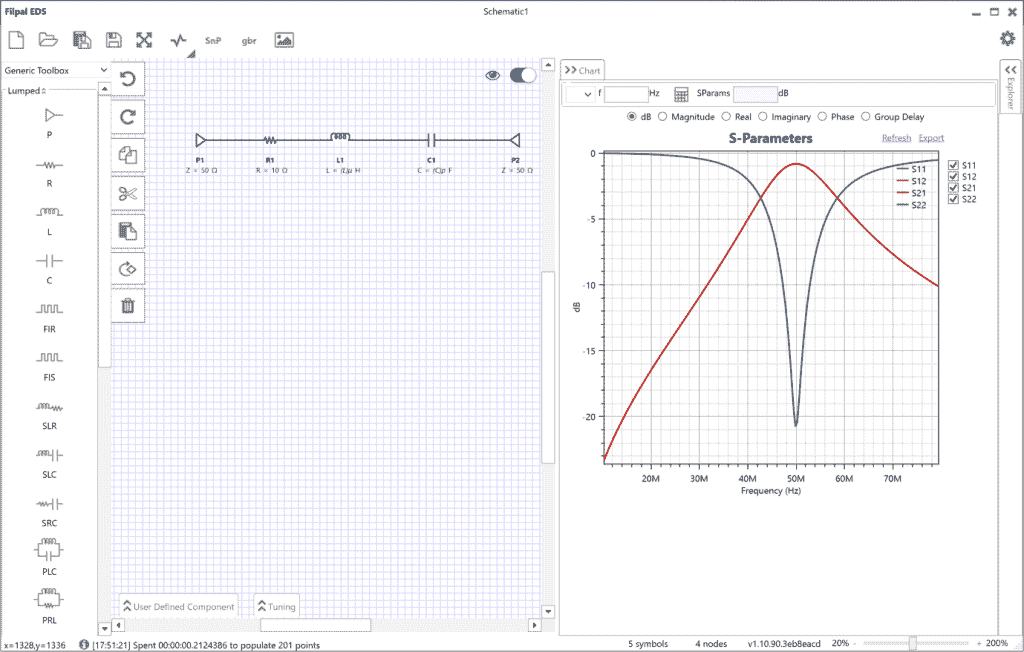 Filpal EDS
Schematic1
SnP
gbr
Generic Toolbox
Lumped
P
R
L
C
FIR
FIS
SLR
SLC
SRC
PLC
PRL
P1
Z = 50 Ω
R1
R = 10 Ω
L1
L = (L)μ H
C1
C = (C)p F
P2
Z = 50 Ω
User Defined Component
Tuning
Chart
Explorer
f Hz SParams dB
dB Magnitude Real Imaginary Phase Group Delay
S-Parameters
Refresh Export
S11
S12
S21
S22
S11
S12
S21
S22
0
-5
-10
-15
-20
dB
20M 30M 40M 50M 60M 70M
Frequency (Hz)
x=1328,y=1336 [17:51:21] Spent 00:00:00.2124386 to populate 201 points 5 symbols 4 nodes v1.10.90.3eb8eacd 20% - + 200%